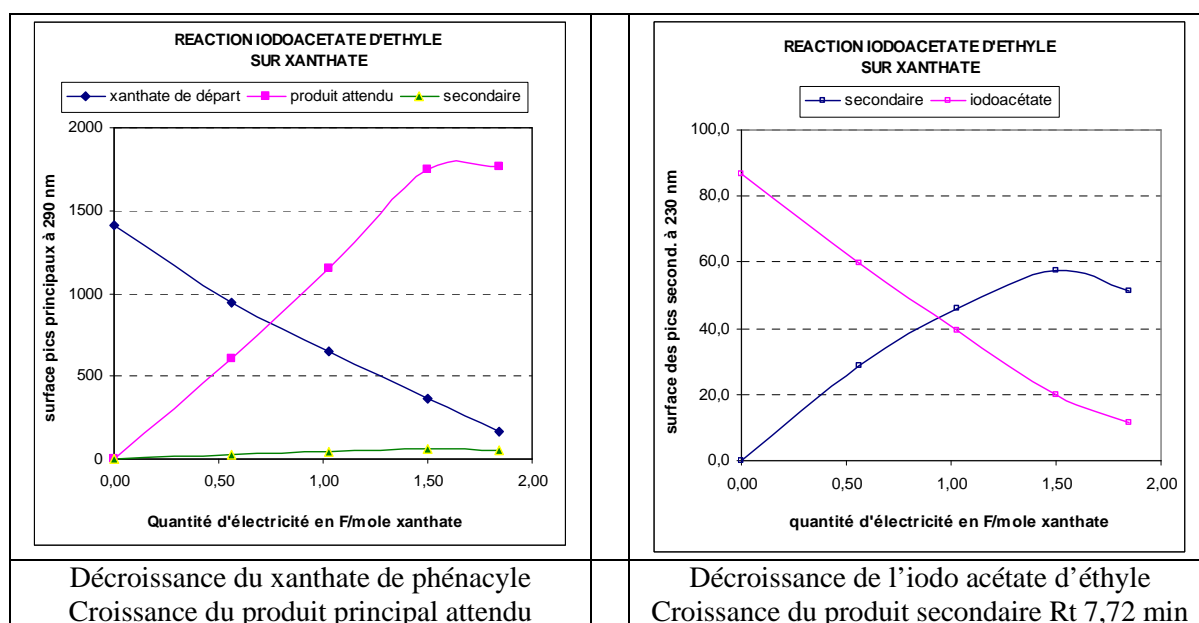 REACTION IODOACETATE D'ETHYLE
SUR XANTHATE
xanthate de départ produit attendu secondaire
surface pics principaux à 290 nm
2000
1500
1000
500
0
0,00 0,50 1,00 1,50 2,00
Quantité d'électricité en F/mole xanthate
Décroissance du xanthate de phénacyle
Croissance du produit principal attendu
REACTION IODOACETATE D'ETHYLE
SUR XANTHATE
secondaire iodoacétate
surface des pics second. à 230 nm
100,0
80,0
60,0
40,0
20,0
0,0
0,00 0,50 1,00 1,50 2,00
quantité d'électricité en F/mole xanthate
Décroissance de l'iodo acétate d'éthyle
Croissance du produit secondaire Rt 7,72 min